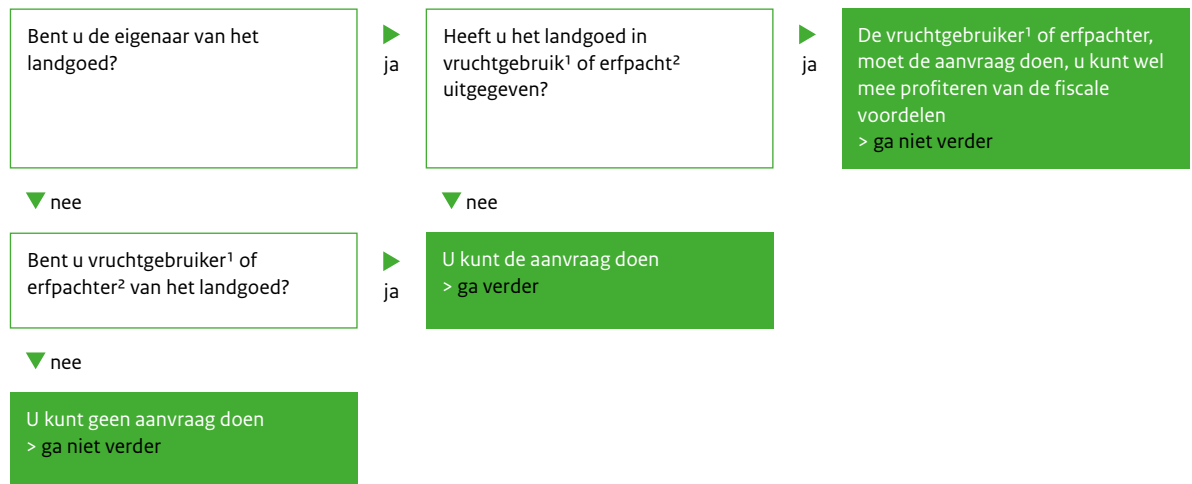 Bent u de eigenaar van het
landgoed?
ja
Heeft u het landgoed in
vruchtgebruik¹ of erfpacht²
uitgegeven?
ja
De vruchtgebruiker¹ of erfpachter,
moet de aanvraag doen, u kunt wel
mee profiteren van de fiscale
voordelen
> ga niet verder
nee
nee
Bent u vruchtgebruiker¹ of
erfpachter² van het landgoed?
ja
U kunt de aanvraag doen
> ga verder
nee
U kunt geen aanvraag doen
> ga niet verder